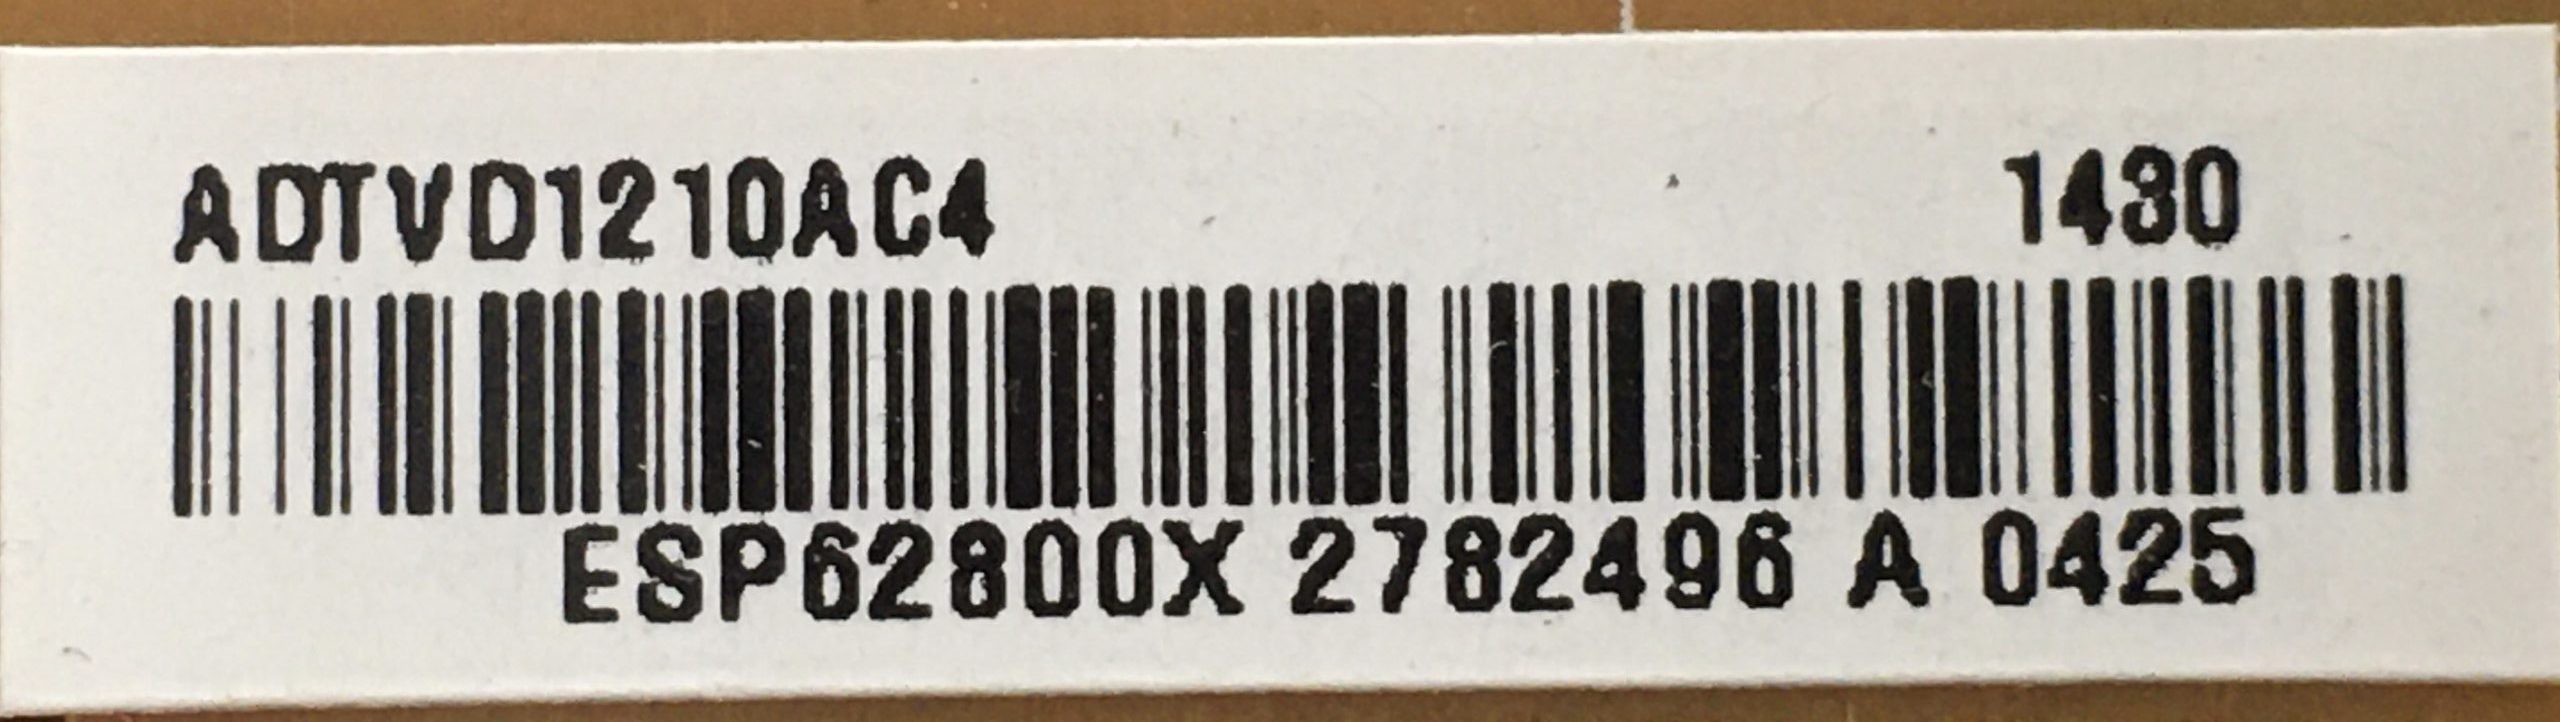 ADTVD1210AC4 1430
ESP62800X 2782496 A 0425